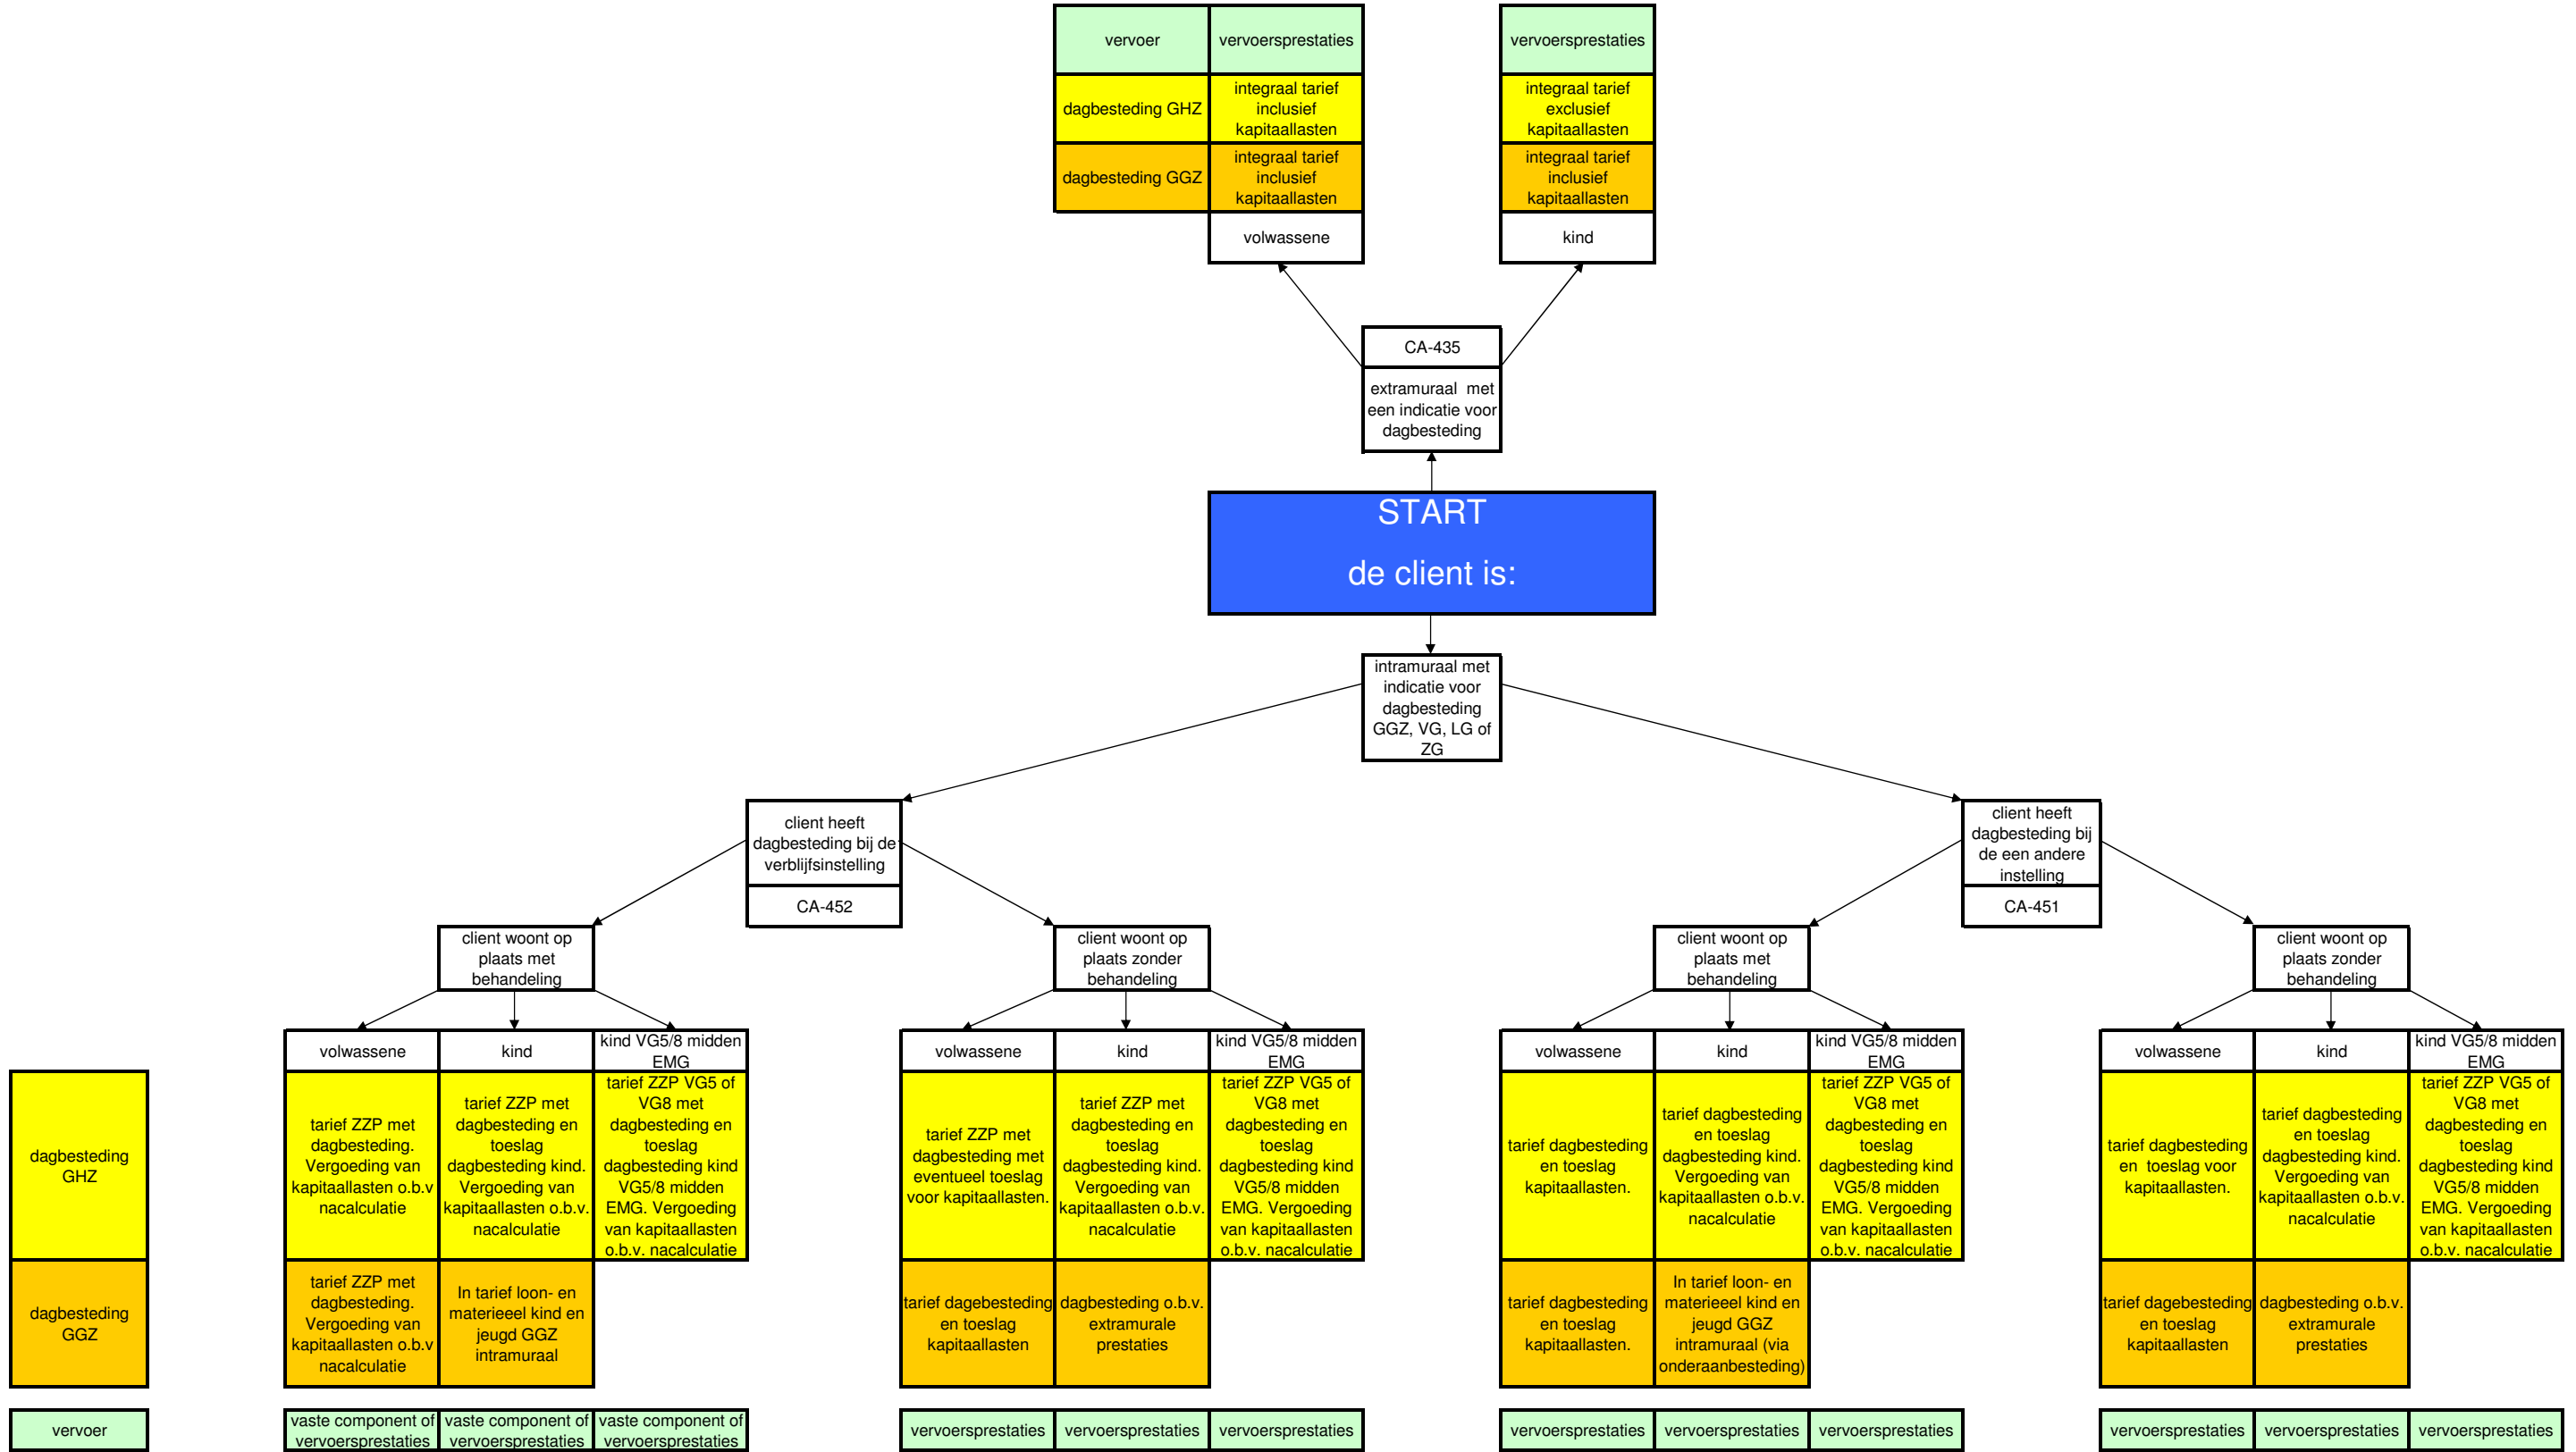 vervoer
vervoersprestaties
vervoersprestaties
dagbesteding GHZ
integraal tarief
inclusief
kapitaallasten
integraal tarief
exclusief
kapitaallasten
dagbesteding GGZ
integraal tarief
inclusief
kapitaallasten
integraal tarief
inclusief
kapitaallasten
volwassene
kind
CA-435
extramuraal  met
een indicatie voor
dagbesteding
START
de client is:
intramuraal met
indicatie voor
dagbesteding
GGZ, VG, LG of
ZG
client heeft
dagbesteding bij de
verblijfsinstelling
CA-452
client heeft
dagbesteding bij
de een andere
instelling
CA-451
client woont op
plaats met
behandeling
client woont op
plaats zonder
behandeling
client woont op
plaats met
behandeling
client woont op
plaats zonder
behandeling
volwassene
kind
kind VG5/8 midden
EMG
volwassene
kind
kind VG5/8 midden
EMG
volwassene
kind
kind VG5/8 midden
EMG
volwassene
kind
kind VG5/8 midden
EMG
dagbesteding
GHZ
tarief ZZP met
dagbesteding.
Vergoeding van
kapitaallasten o.b.v
nacalculatie
tarief ZZP met
dagbesteding en
toeslag
dagbesteding kind.
Vergoeding van
kapitaallasten o.b.v.
nacalculatie
tarief ZZP VG5 of
VG8 met
dagbesteding en
toeslag
dagbesteding kind
VG5/8 midden
EMG. Vergoeding
van kapitaallasten
o.b.v. nacalculatie
tarief ZZP met
dagbesteding met
eventueel toeslag
voor kapitaallasten.
tarief ZZP met
dagbesteding en
toeslag
dagbesteding kind.
Vergoeding van
kapitaallasten o.b.v.
nacalculatie
tarief ZZP VG5 of
VG8 met
dagbesteding en
toeslag
dagbesteding kind
VG5/8 midden
EMG. Vergoeding
van kapitaallasten
o.b.v. nacalculatie
tarief dagbesteding
en toeslag
kapitaallasten.
tarief dagbesteding
en toeslag
dagbesteding kind.
Vergoeding van
kapitaallasten o.b.v.
nacalculatie
tarief ZZP VG5 of
VG8 met
dagbesteding en
toeslag
dagbesteding kind
VG5/8 midden
EMG. Vergoeding
van kapitaallasten
o.b.v. nacalculatie
tarief dagbesteding
en  toeslag voor
kapitaallasten.
tarief dagbesteding
en toeslag
dagbesteding kind.
Vergoeding van
kapitaallasten o.b.v.
nacalculatie
tarief ZZP VG5 of
VG8 met
dagbesteding en
toeslag
dagbesteding kind
VG5/8 midden
EMG. Vergoeding
van kapitaallasten
o.b.v. nacalculatie
dagbesteding
GGZ
tarief ZZP met
dagbesteding.
Vergoeding van
kapitaallasten o.b.v
nacalculatie
In tarief loon- en
materieeel kind en
jeugd GGZ
intramuraal
tarief dagebesteding
en toeslag
kapitaallasten
dagbesteding o.b.v.
extramurale
prestaties
tarief dagbesteding
en toeslag
kapitaallasten.
In tarief loon- en
materieeel kind en
jeugd GGZ
intramuraal (via
onderaanbesteding)
tarief dagebesteding
en toeslag
kapitaallasten
dagbesteding o.b.v.
extramurale
prestaties
vervoer
vaste component of
vervoersprestaties
vaste component of
vervoersprestaties
vaste component of
vervoersprestaties
vervoersprestaties
vervoersprestaties
vervoersprestaties
vervoersprestaties
vervoersprestaties
vervoersprestaties
vervoersprestaties
vervoersprestaties
vervoersprestaties